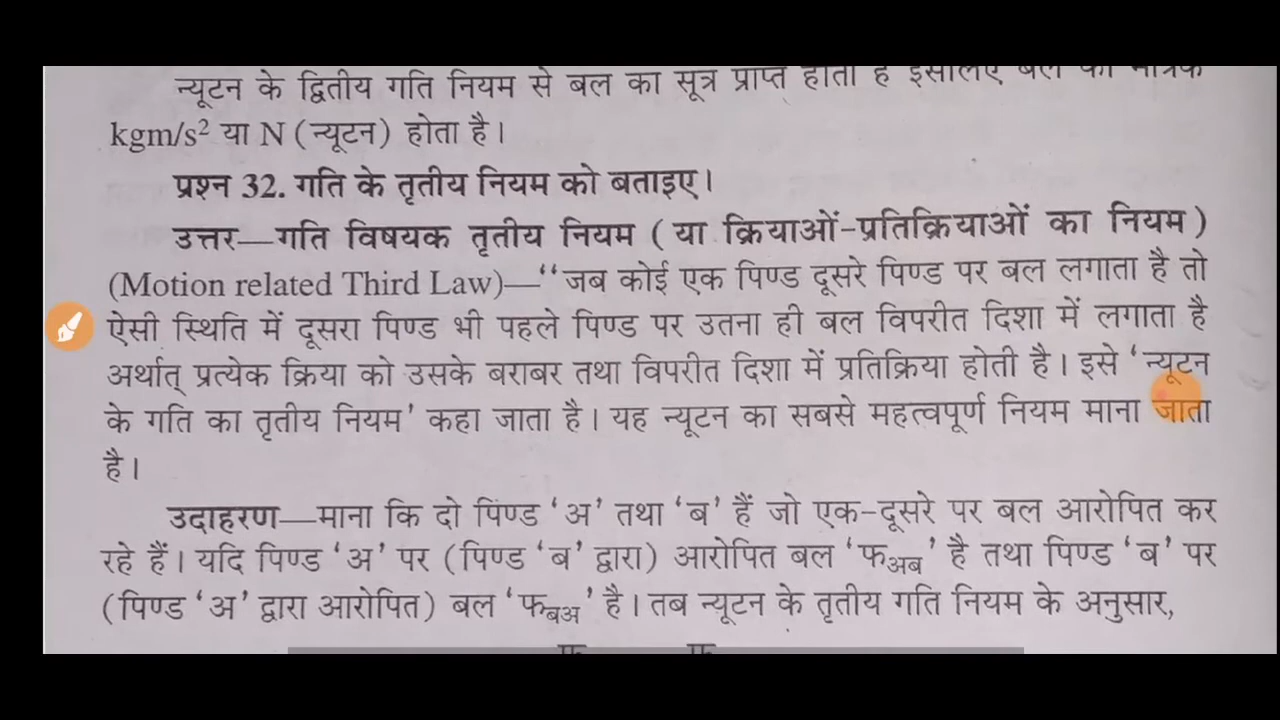 न्यूटन के द्वितीय गति नियम से बल का सूत्र प्राप्त होता है इसलिए बल का मात्रक
kgm/s² या N (न्यूटन) होता है।
प्रश्न 32. गति के तृतीय नियम को बताइए।
उत्तर—गति विषयक तृतीय नियम (या क्रियाओं-प्रतिक्रियाओं का नियम)
(Motion related Third Law)—“जब कोई एक पिण्ड दूसरे पिण्ड पर बल लगाता है तो
ऐसी स्थिति में दूसरा पिण्ड भी पहले पिण्ड पर उतना ही बल विपरीत दिशा में लगाता है
अर्थात् प्रत्येक क्रिया को उसके बराबर तथा विपरीत दिशा में प्रतिक्रिया होती है। इसे ‘न्यूटन
के गति का तृतीय नियम’ कहा जाता है। यह न्यूटन का सबसे महत्वपूर्ण नियम माना जाता
है।
उदाहरण—माना कि दो पिण्ड ‘अ’ तथा ‘ब’ हैं जो एक-दूसरे पर बल आरोपित कर
रहे हैं। यदि पिण्ड ‘अ’ पर (पिण्ड ‘ब’ द्वारा) आरोपित बल ‘फअब’ है तथा पिण्ड ‘ब’ पर
(पिण्ड ‘अ’ द्वारा आरोपित) बल ‘फबअ’ है। तब न्यूटन के तृतीय गति नियम के अनुसार,